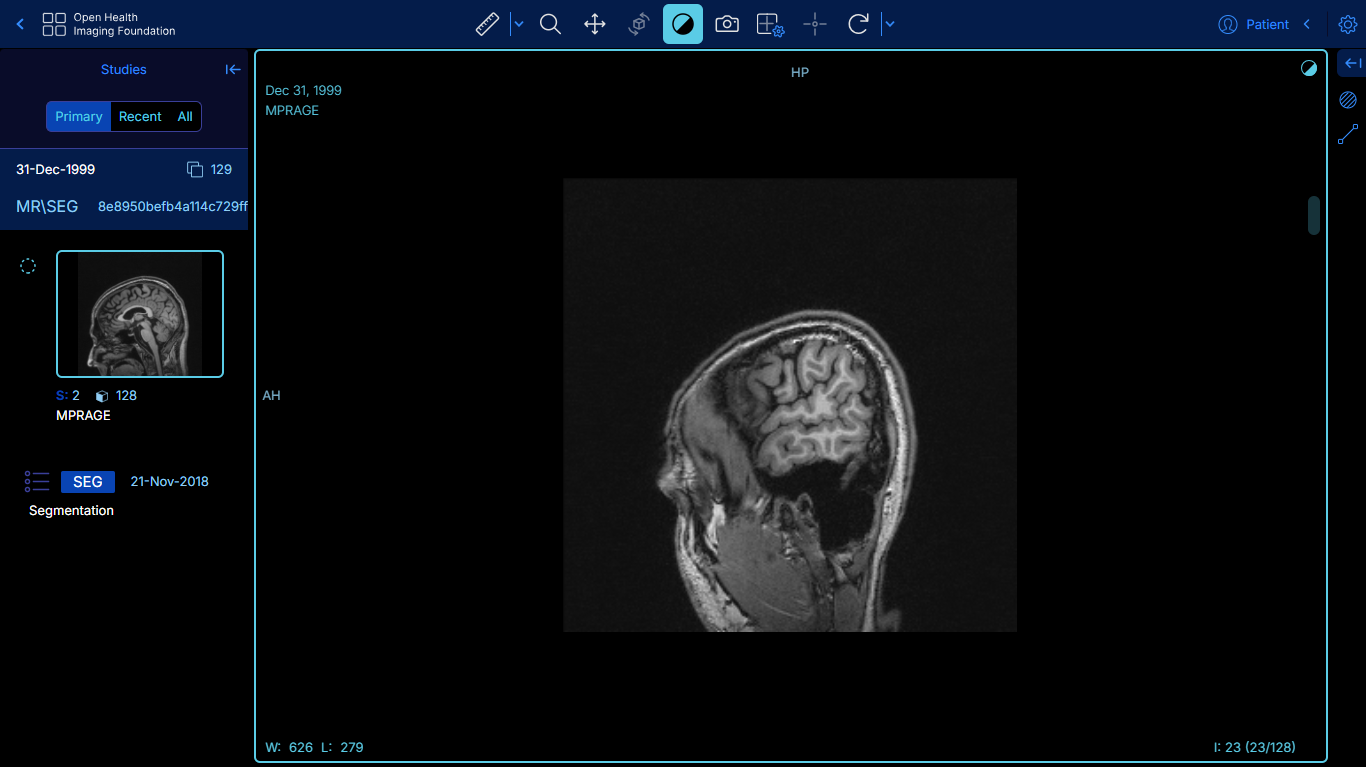 Open Health
Imaging Foundation
Patient
Studies
Primary Recent All
31-Dec-1999 129
MR\SEG 8e8950befb4a114c729ff
S: 2 128
MPRAGE
SEG 21-Nov-2018
Segmentation
HP
Dec 31, 1999
MPRAGE
AH
W: 626 L: 279
I: 23 (23/128)